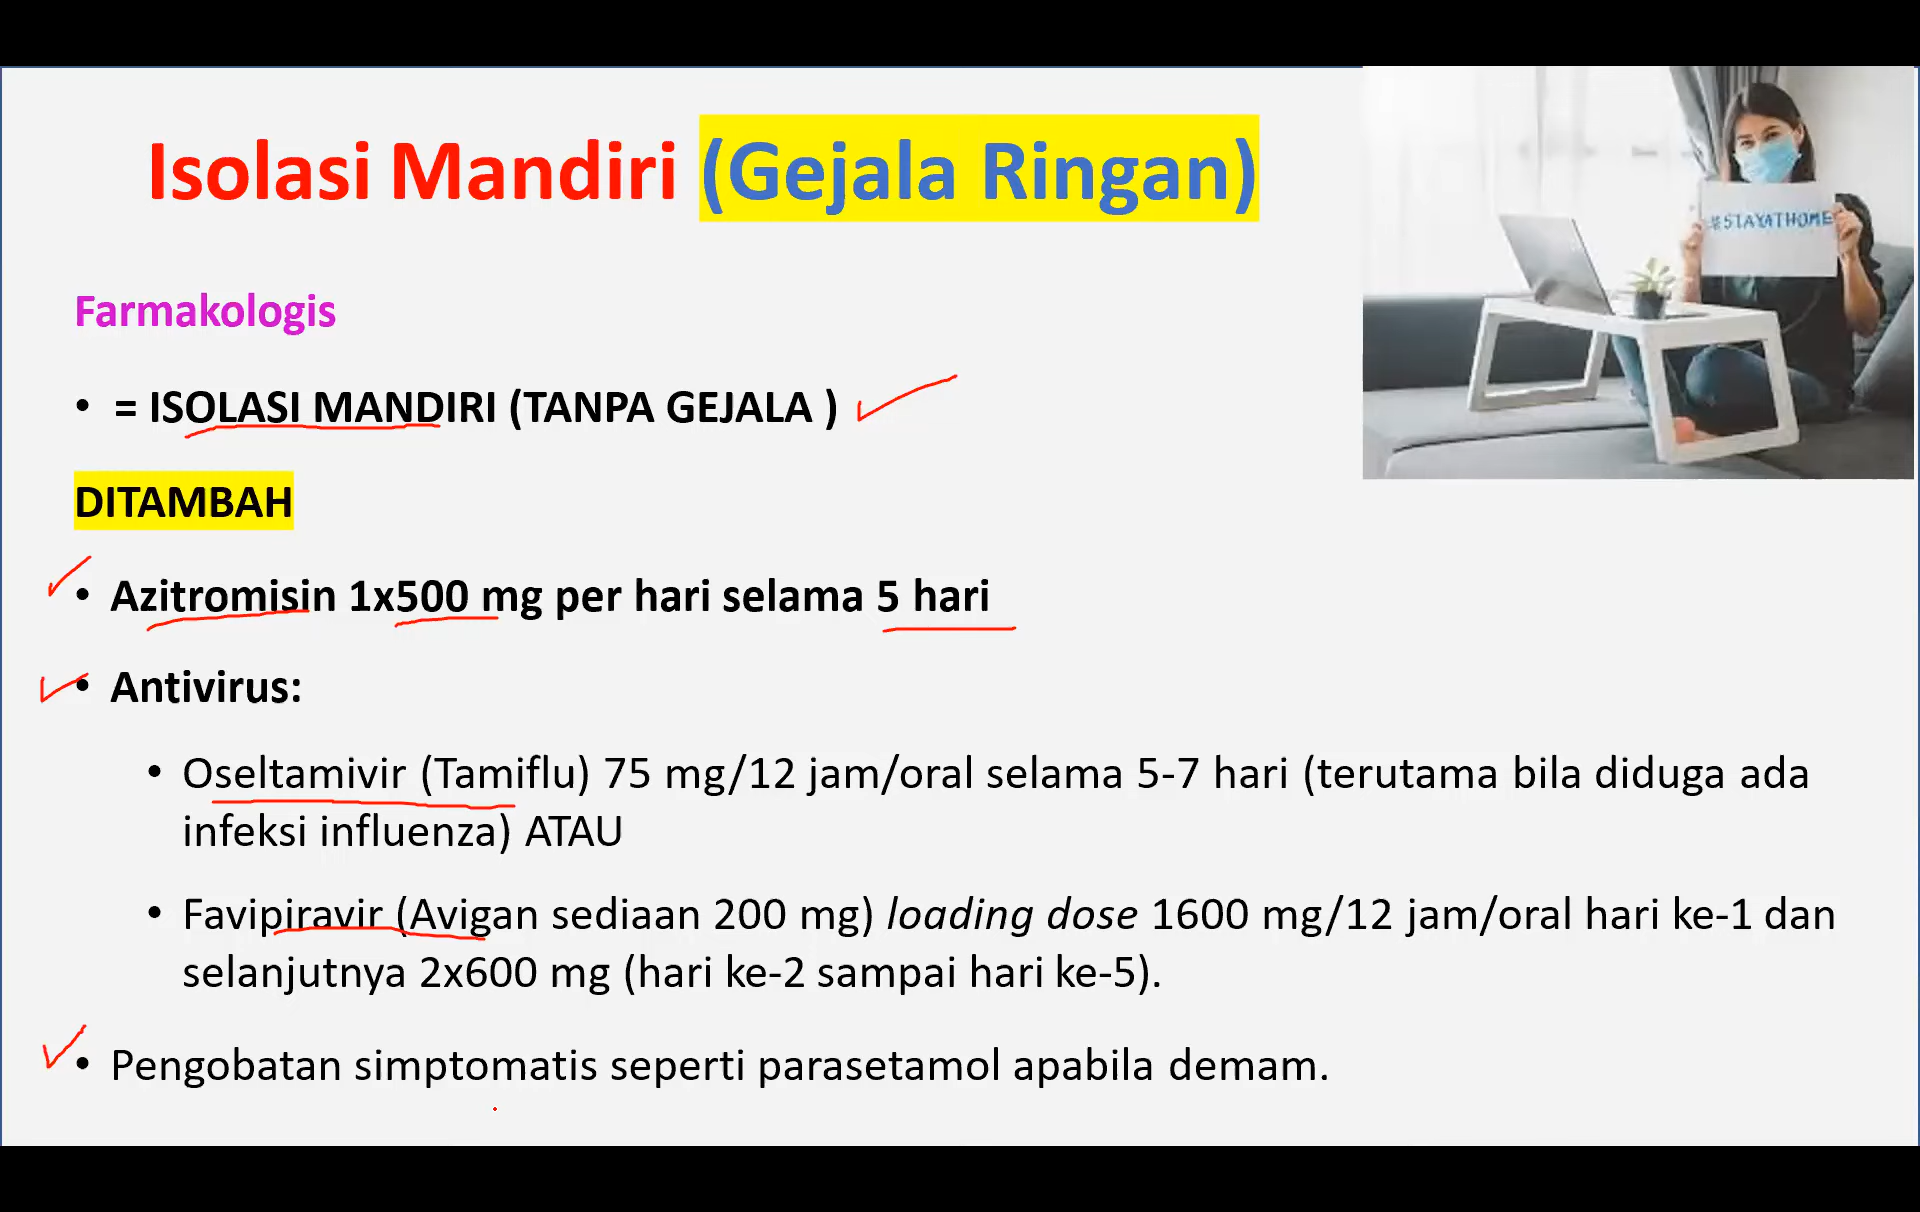 Isolasi Mandiri (Gejala Ringan)
#STAYATHOME
Farmakologis
• = ISOLASI MANDIRI (TANPA GEJALA )
DITAMBAH
• Azitromisin 1x500 mg per hari selama 5 hari
• Antivirus:
• Oseltamivir (Tamiflu) 75 mg/12 jam/oral selama 5-7 hari (terutama bila diduga ada
infeksi influenza) ATAU
• Favipiravir (Avigan sediaan 200 mg) loading dose 1600 mg/12 jam/oral hari ke-1 dan
selanjutnya 2x600 mg (hari ke-2 sampai hari ke-5).
• Pengobatan simptomatis seperti parasetamol apabila demam.